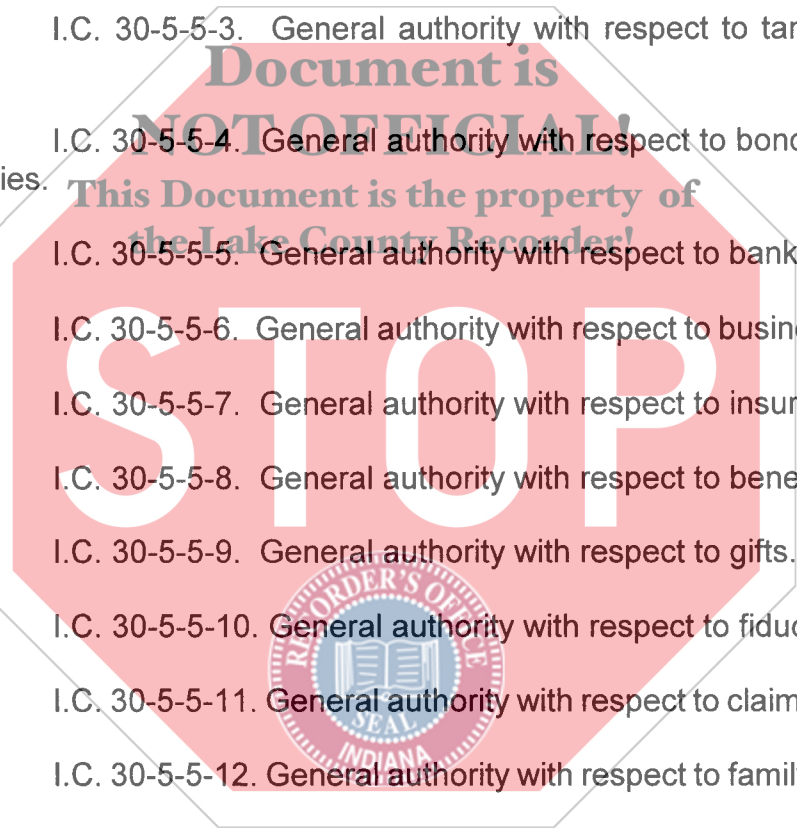 I.C. 30-5-5-3. General authority with respect to tan
Document is
NOT OFFICIAL!
I.C. 30-5-5-4. General authority with respect to bond
ies.
This Document is the property of
the Lake County Recorder!
I.C. 30-5-5-5. General authority with respect to bank
I.C. 30-5-5-6. General authority with respect to busin
I.C. 30-5-5-7. General authority with respect to insur
STOP
I.C. 30-5-5-8. General authority with respect to bene
I.C. 30-5-5-9. General authority with respect to gifts.
I.C. 30-5-5-10. General authority with respect to fiduc
RECORDER'S OFFICE
SEAL
INDIANA
I.C. 30-5-5-11. General authority with respect to claim
I.C. 30-5-5-12. General authority with respect to famil